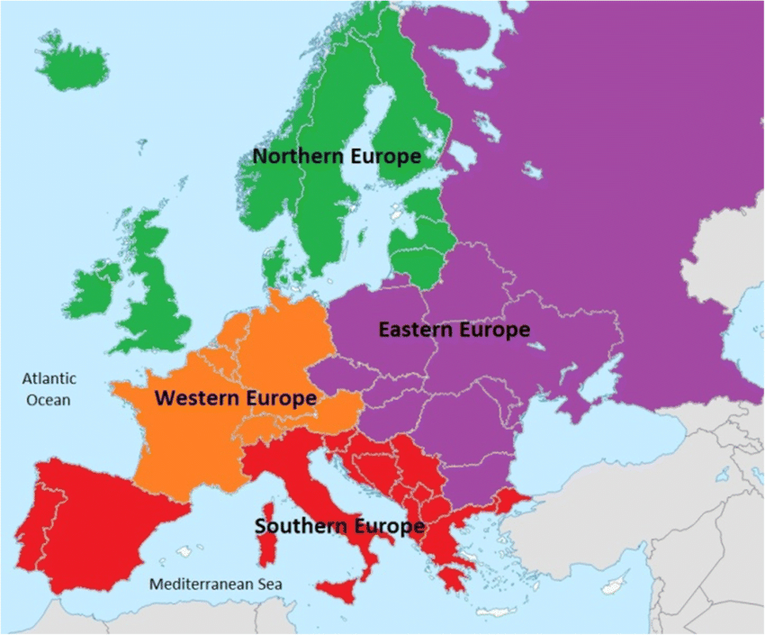 Northern Europe
Eastern Europe
Atlantic
Ocean
Western Europe
Southern Europe
Mediterranean Sea